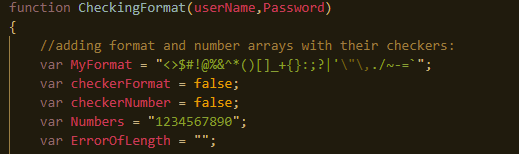 function CheckingFormat(userName,Password)
{
//adding format and number arrays with their checkers:
var MyFormat = "<>$#!@%&^*()[]_+{}:;?|'\"\,./~-=`";
var checkerFormat = false;
var checkerNumber = false;
var Numbers = "1234567890";
var ErrorOfLength = "";